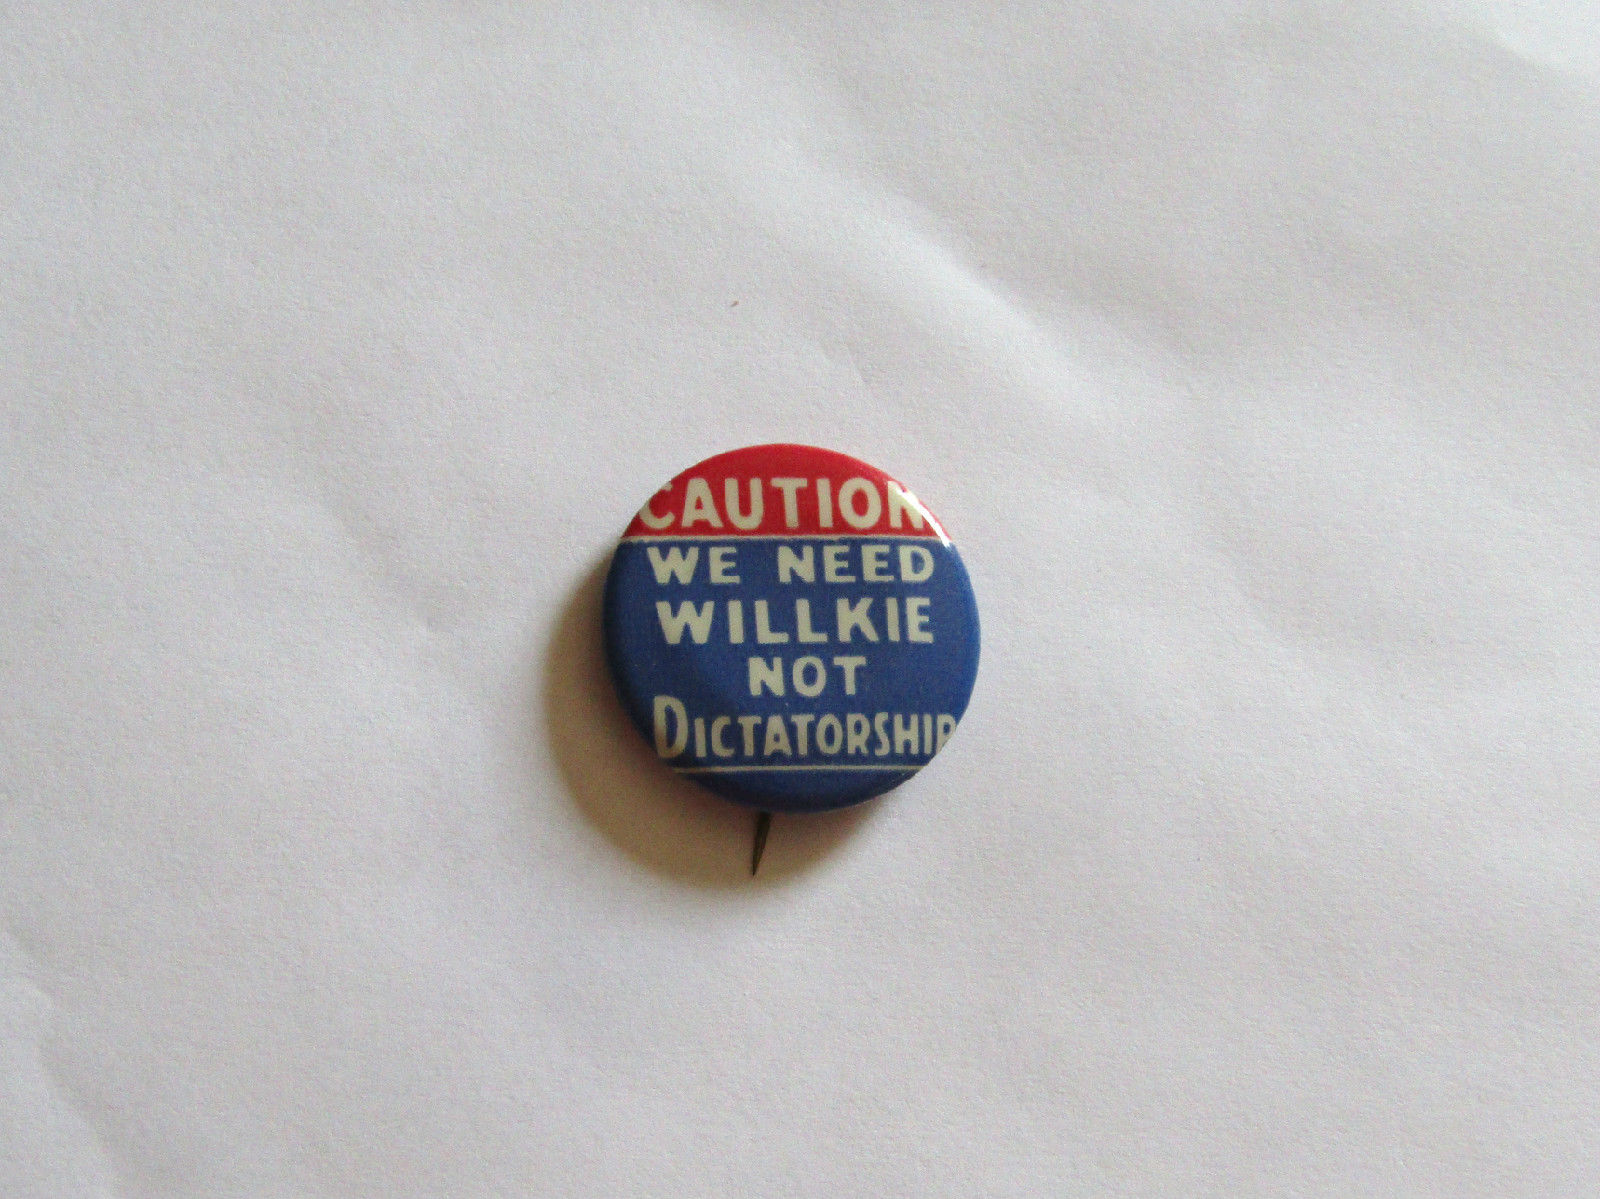 CAUTION
WE NEED
WILLKIE
NOT
DICTATORSHIP